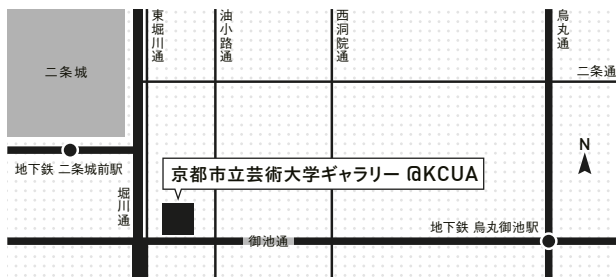 東堀川通
油小路通
西洞院通
烏丸通
二条城
二条通
N
地下鉄 二条城前駅
京都市立芸術大学ギャラリー @KCUA
堀川通
地下鉄 烏丸御池駅
御池通